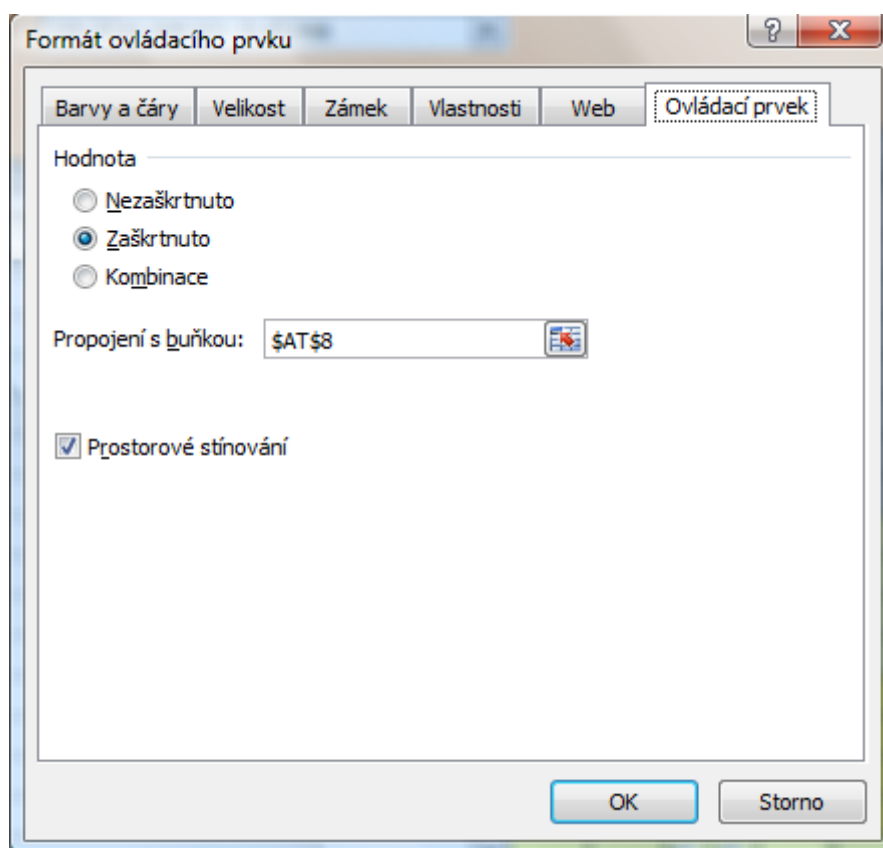 Formát ovládacího prvku
Barvy a čáry Velikost Zámek Vlastnosti Web Ovládací prvek
Hodnota
Nezaškrtnuto
Zaškrtnuto
Kombinace
Propojení s buňkou: $AT$8
Prostorové stínování
OK Storno